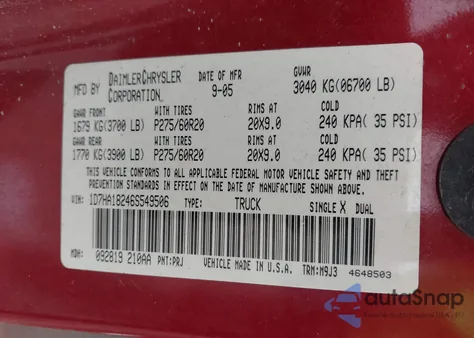 MFD BY DAIMLERCHRYSLER CORPORATION DATE OF MFR 9-05 GVWR 3040 KG(06700 LB)
GAWR FRONT WITH TIRES RIMS AT COLD
1679 KG(3700 LB) P275/60R20 20X9.0 240 KPA( 35 PSI)
GAWR REAR WITH TIRES RIMS AT COLD
1770 KG(3900 LB) P275/60R20 20X9.0 240 KPA( 35 PSI)
THIS VEHICLE CONFORMS TO ALL APPLICABLE FEDERAL MOTOR VEHICLE SAFETY AND THEFT
PREVENTION STANDARDS IN EFFECT ON THE DATE OF MANUFACTURE SHOWN ABOVE.
VIN: 1D7HA18246S549506 TYPE: TRUCK SINGLE X DUAL
MDH: 092819 210AA PNT:PRJ VEHICLE MADE IN U.S.A. TRM:M9J3 4648503
autoSnap